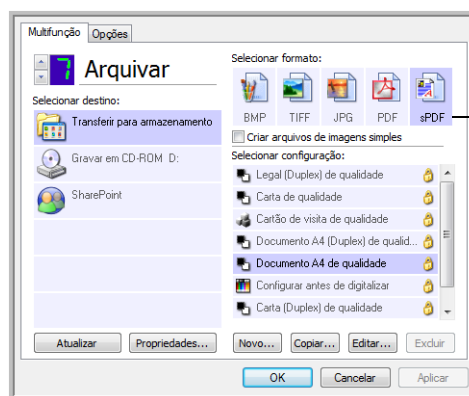 Multifunção Opções
7 Arquivar
Selecionar destino:
Transferir para armazenamento
Gravar em CD-ROM D:
SharePoint
Atualizar Propriedades...
Selecionar formato:
BMP TIFF JPG PDF sPDF
Criar arquivos de imagens simples
Selecionar configuração:
Legal (Duplex) de qualidade
Carta de qualidade
Cartão de visita de qualidade
Documento A4 (Duplex) de qualid...
Documento A4 de qualidade
Configurar antes de digitalizar
Carta (Duplex) de qualidade
Novo... Copiar... Editar... Excluir
OK Cancelar Aplicar